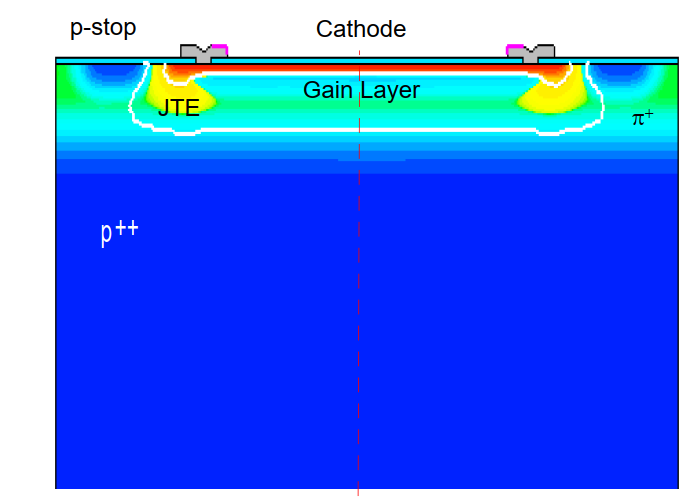 p-stop
Cathode
Gain Layer
JTE
π⁺
p⁺⁺